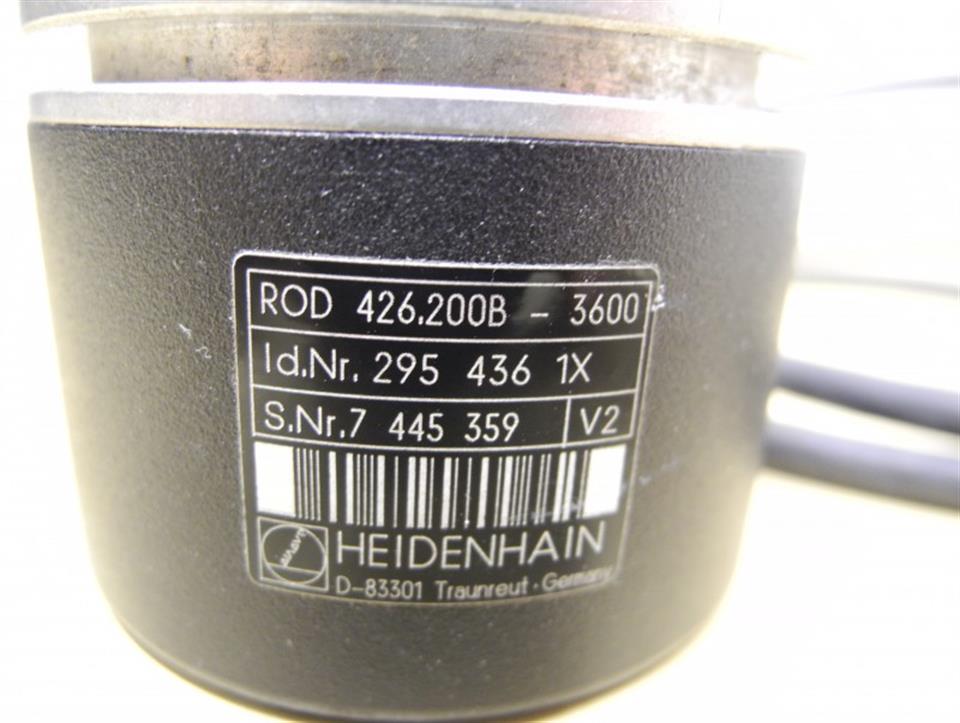 ROD 426.200B - 3600
Id.Nr. 295 436 1X
S.Nr.7 445 359 V2
HEIDENHAIN
D-83301 Traunreut · Germany